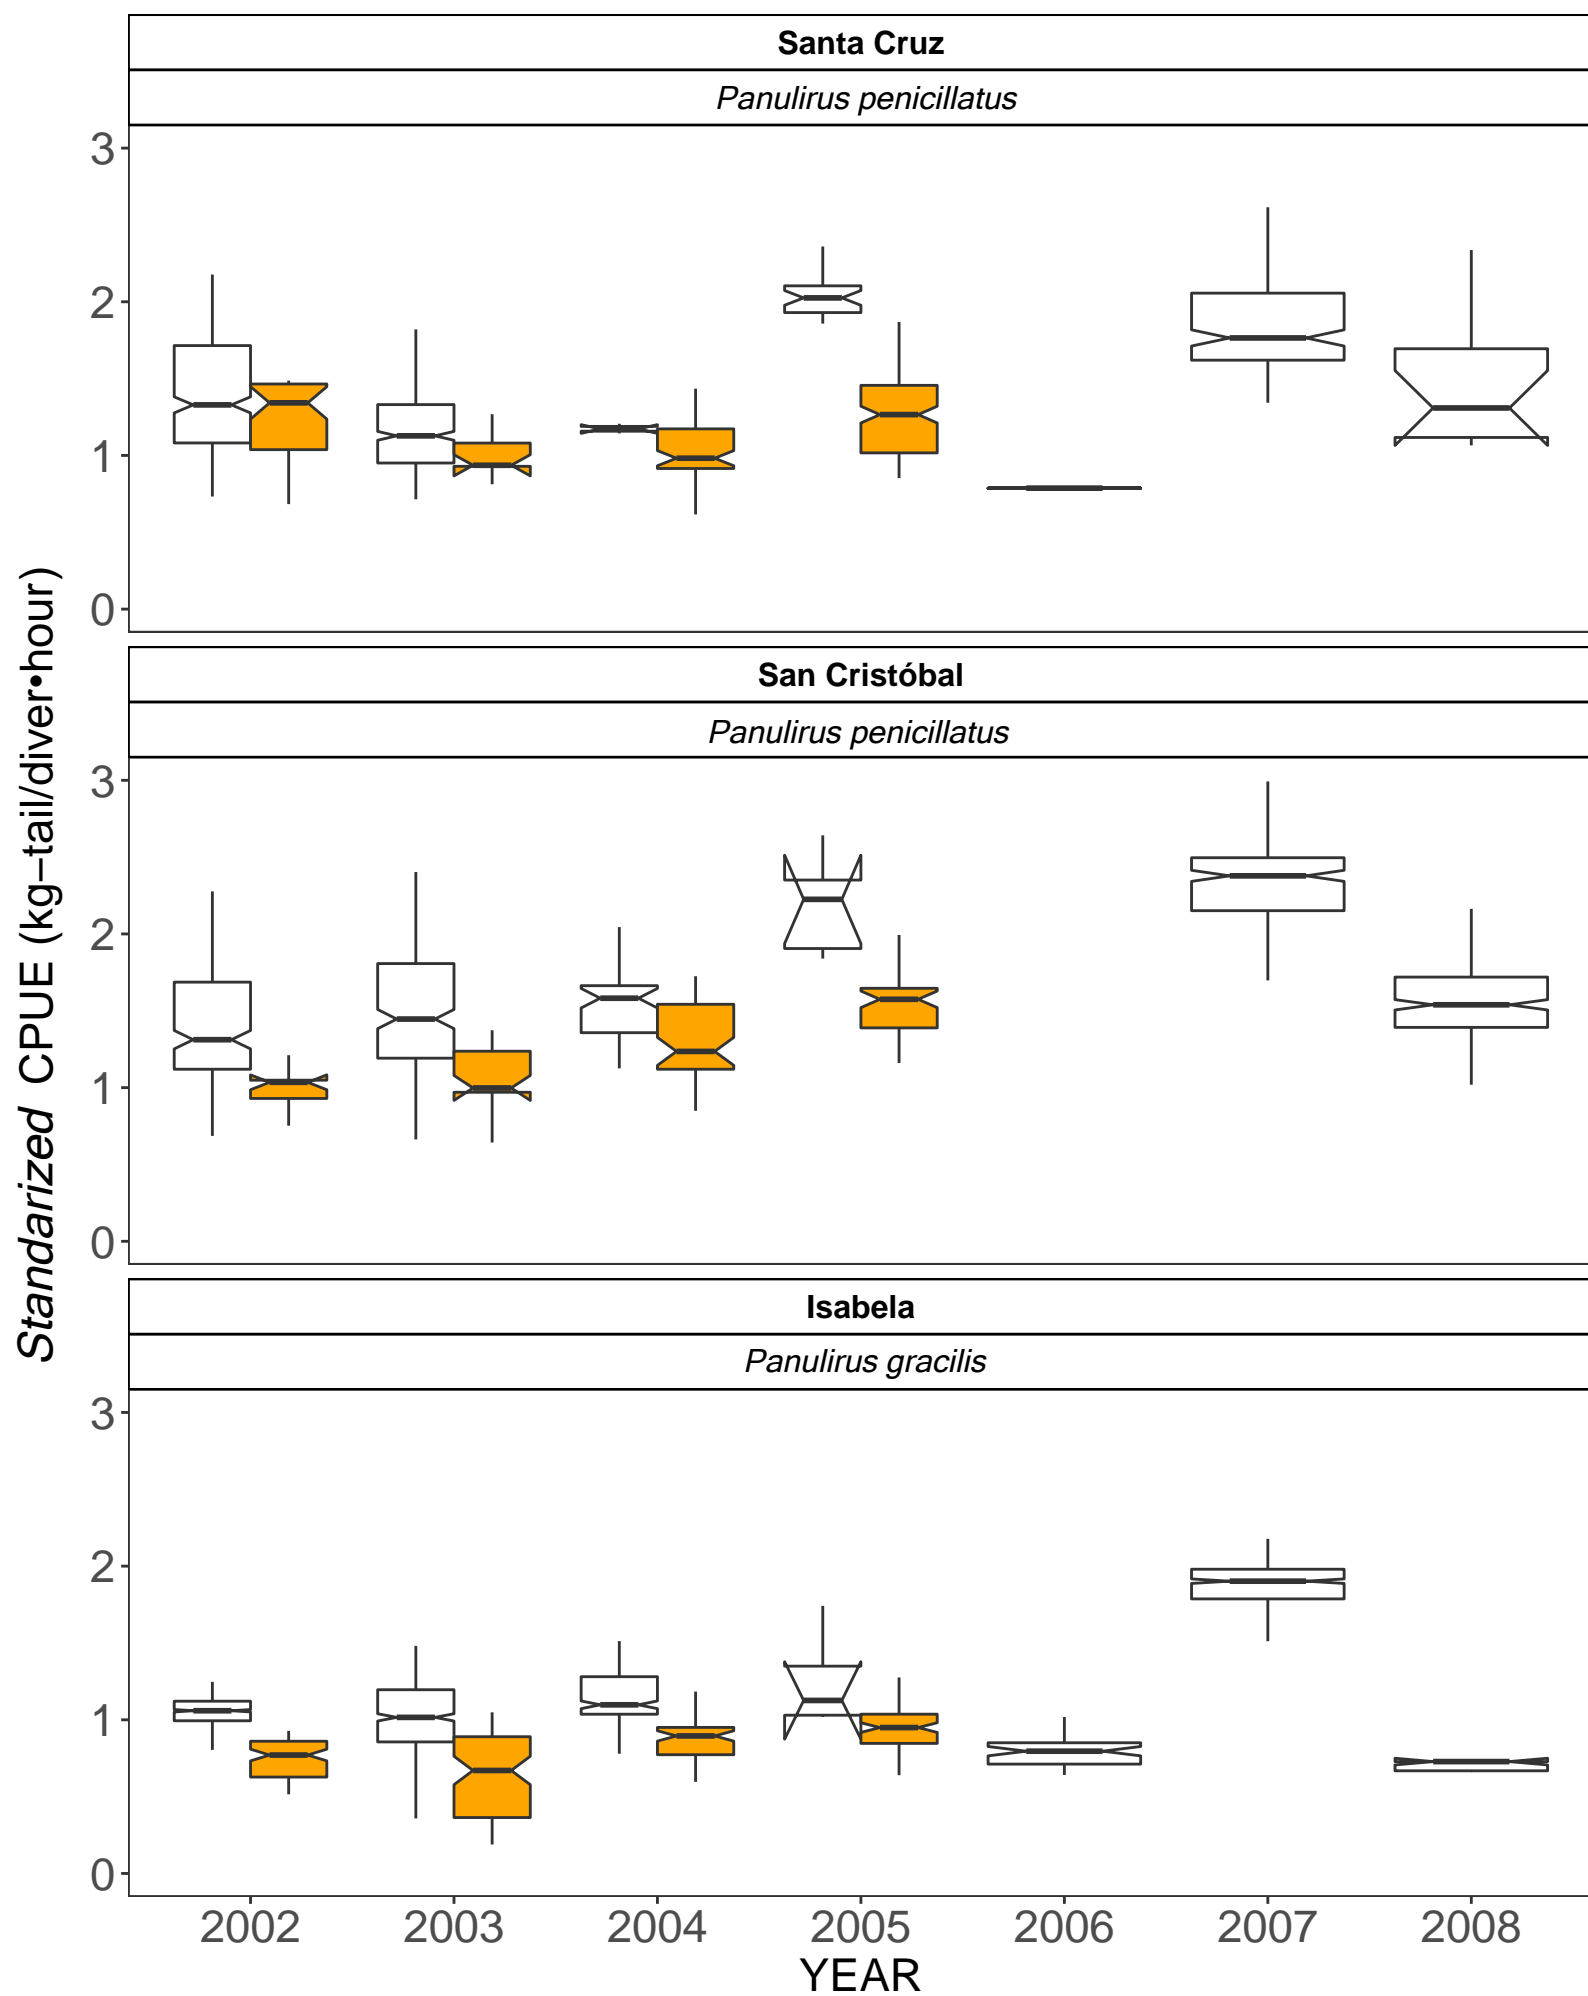 Santa Cruz
Panulirus penicillatus
3
2
1
0
San Cristóbal
Panulirus penicillatus
3
2
1
0
Isabela
Panulirus gracilis
3
2
1
0
2002 2003 2004 2005 2006 2007 2008
YEAR
Standarized CPUE (kg−tail/diver•hour)